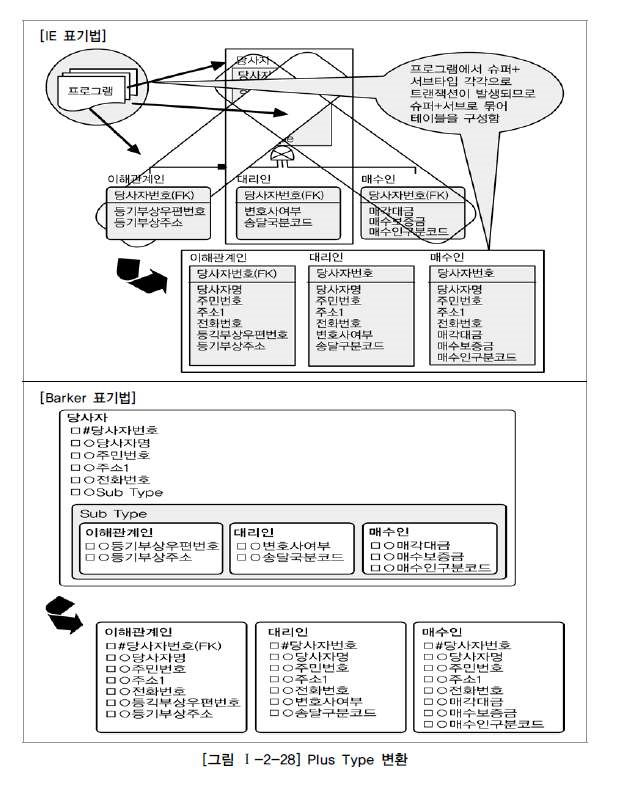 [IE 표기법]
프로그램
당사자
당사자
프로그램에서 슈퍼+
서브타입 각각으로
트랜잭션이 발생되므로
슈퍼+서브로 묶어
테이블을 구성함
이해관계인
당사자번호(FK)
등기부상우편번호
등기부상주소
대리인
당사자번호(FK)
변호사여부
송달국분코드
매수인
당사자번호(FK)
매각대금
매수보증금
매수인구분코드
이해관계인
당사자번호(FK)
당사자명
주민번호
주소1
전화번호
등긱부상우편번호
등기부상주소
대리인
당사자번호
당사자명
주민번호
주소1
전화번호
변호사여부
송달구분코드
매수인
당사자번호
당사자명
주민번호
주소1
전화번호
매각대금
매수보증금
매수인구분코드
[Barker 표기법]
당사자
□#당사자번호
□○당사자명
□○주민번호
□○주소1
□○전화번호
□○Sub Type
Sub Type
이해관계인
□○등기부상우편번호
□○등기부상주소
대리인
□○변호사여부
□○송달국분코드
매수인
□○매각대금
□○매수보증금
□○매수인구분코드
이해관계인
□#당사자번호(FK)
□○당사자명
□○주민번호
□○주소1
□○전화번호
□○등긱부상우편번호
□○등기부상주소
대리인
□#당사자번호
□○당사자명
□○주민번호
□○주소1
□○전화번호
□○변호사여부
□○송달구분코드
매수인
□#당사자번호
□○당사자명
□○주민번호
□○주소1
□○전화번호
□○매각대금
□○매수보증금
□○매수인구분코드
[그림 Ⅰ-2-28] Plus Type 변환